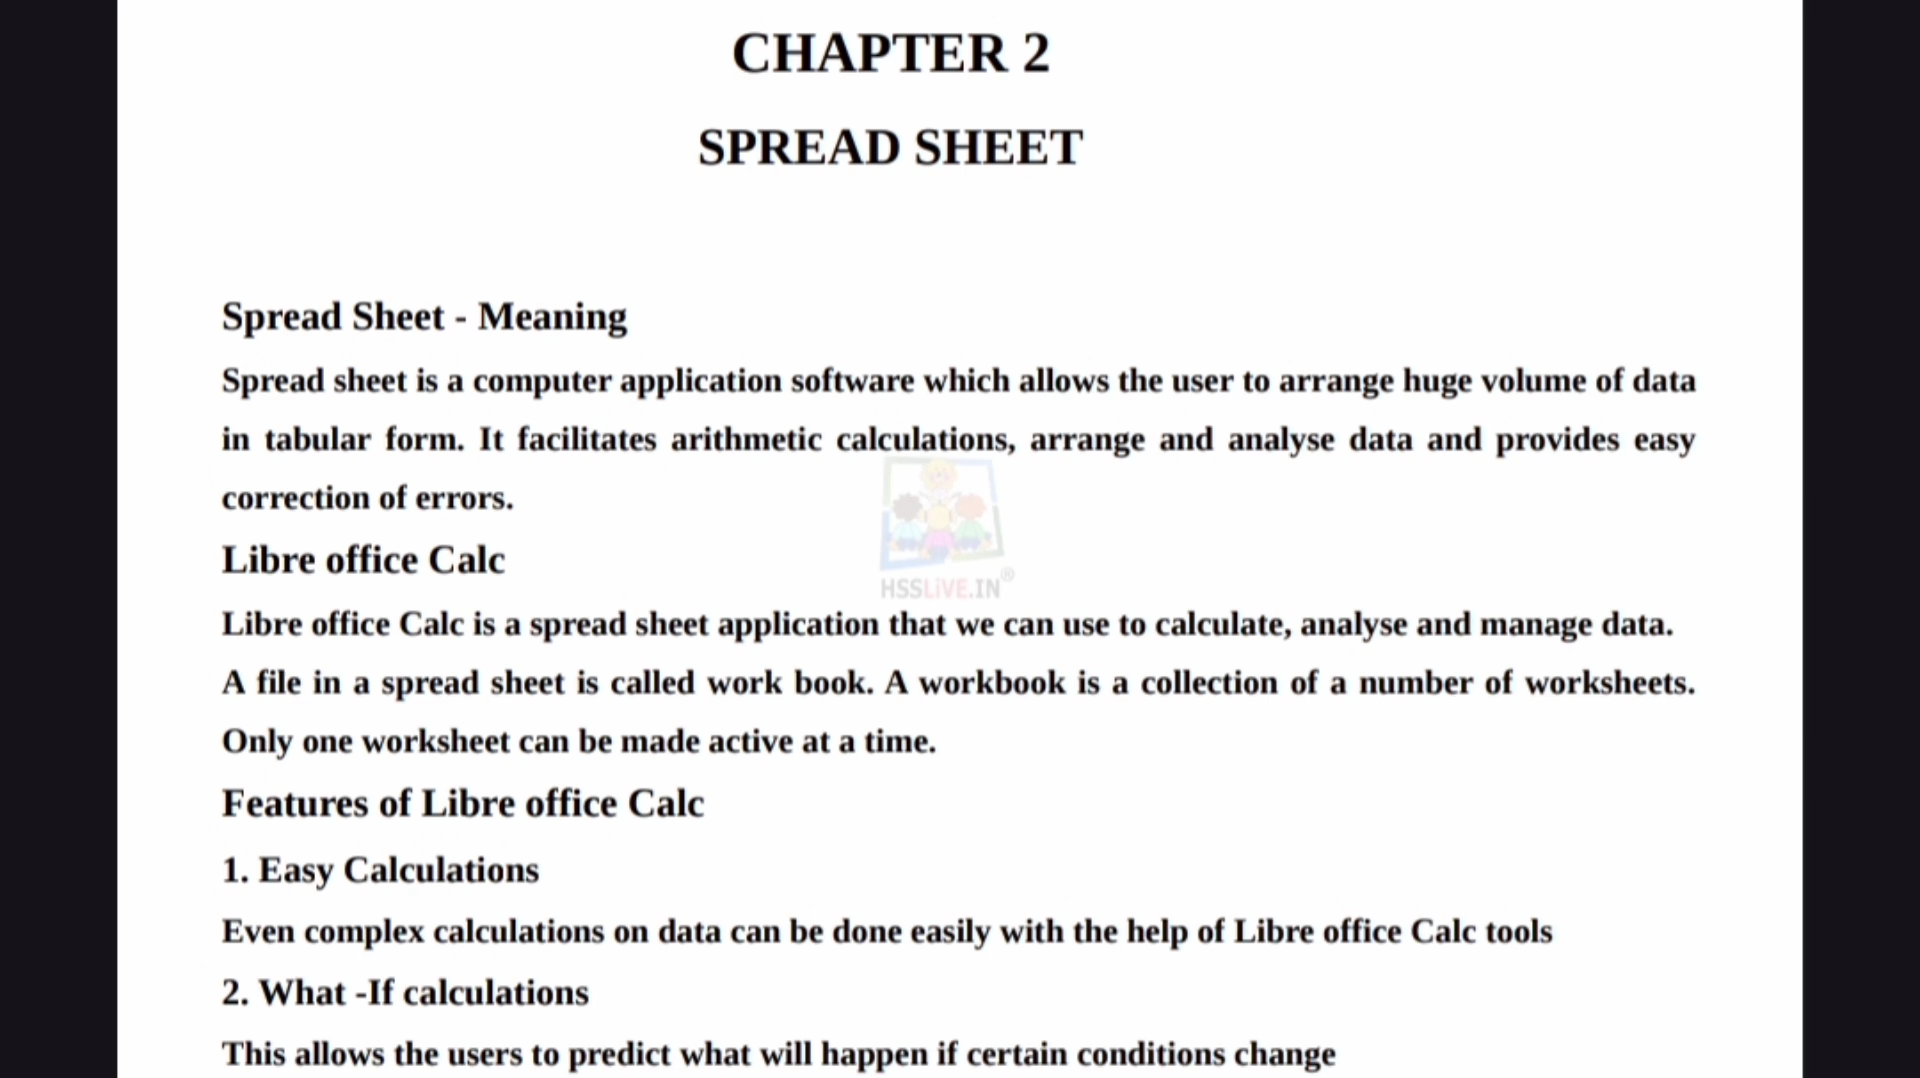 CHAPTER 2
SPREAD SHEET
Spread Sheet - Meaning
Spread sheet is a computer application software which allows the user to arrange huge volume of data
in tabular form. It facilitates arithmetic calculations, arrange and analyse data and provides easy
correction of errors.
Libre office Calc
HSSLiVE.IN®
Libre office Calc is a spread sheet application that we can use to calculate, analyse and manage data.
A file in a spread sheet is called work book. A workbook is a collection of a number of worksheets.
Only one worksheet can be made active at a time.
Features of Libre office Calc
1. Easy Calculations
Even complex calculations on data can be done easily with the help of Libre office Calc tools
2. What -If calculations
This allows the users to predict what will happen if certain conditions change